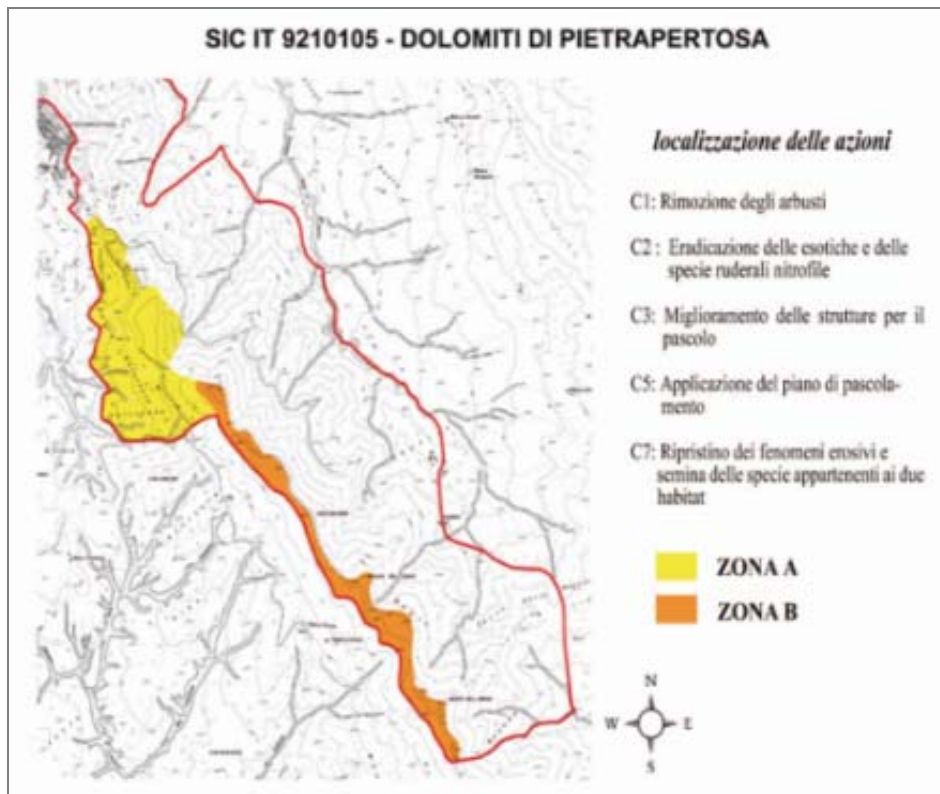 SIC IT 9210105 - DOLOMITI DI PIETRAPERTOSA
localizzazione delle azioni
C1: Rimozione degli arbusti
C2 : Eradicazione delle esotiche e delle
specie ruderali nitrofile
C3: Miglioramento delle strutture per il
pascolo
C5: Applicazione del piano di pascola-
mento
C7: Ripristino dei fenomeni erosivi e
semina delle specie appartenenti ai due
habitat
ZONA A
ZONA B
N
W E
S